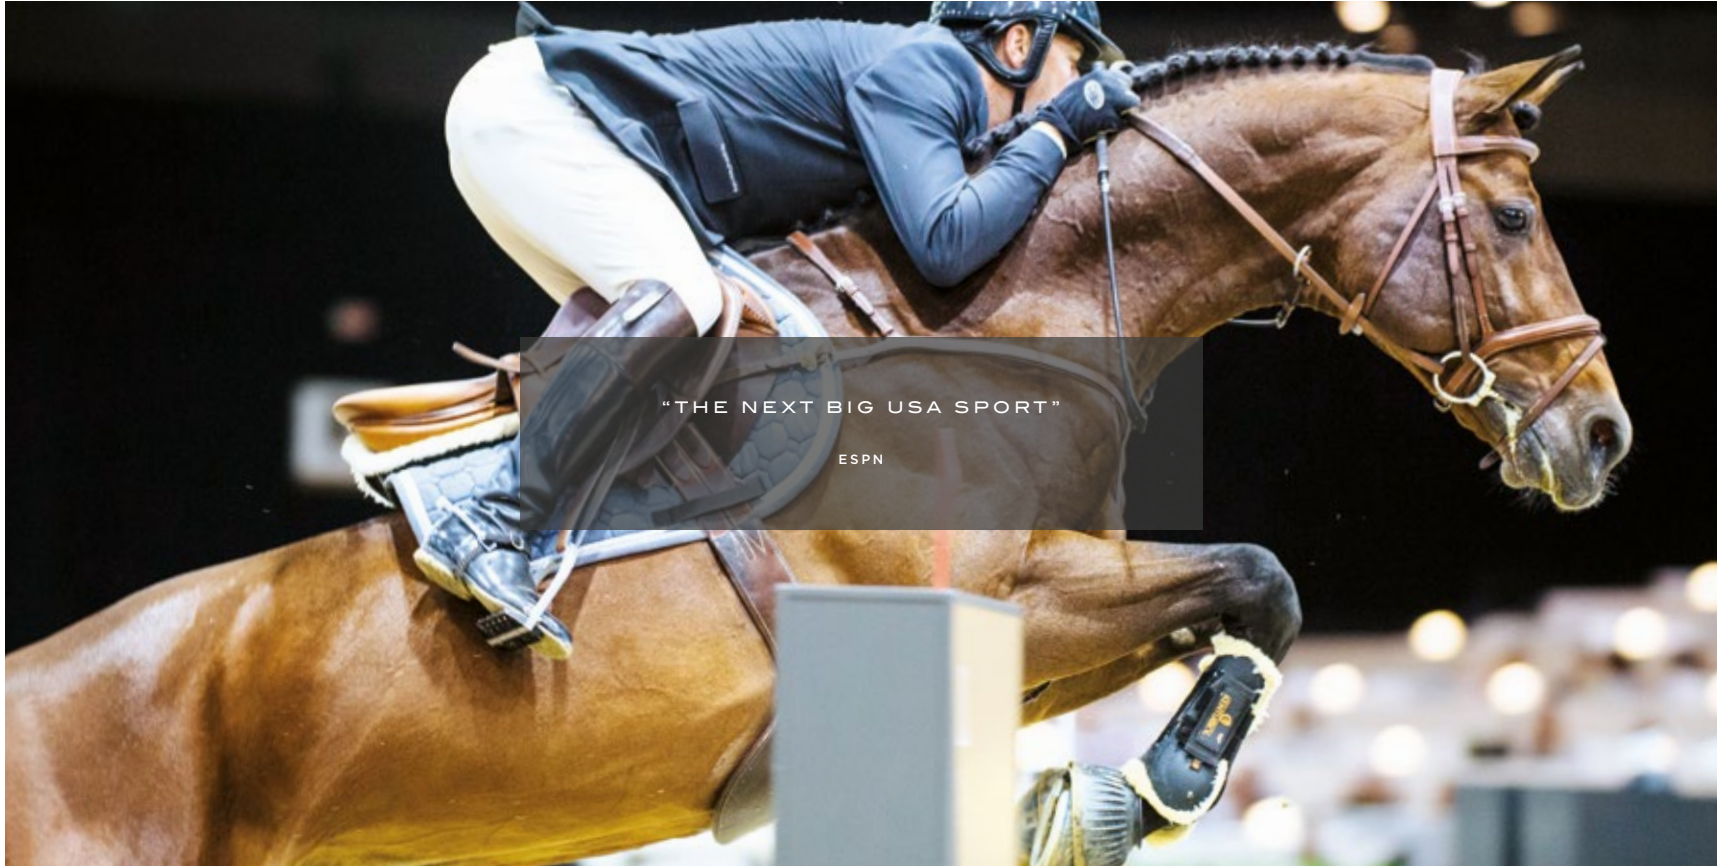 “THE NEXT BIG USA SPORT”
ESPN